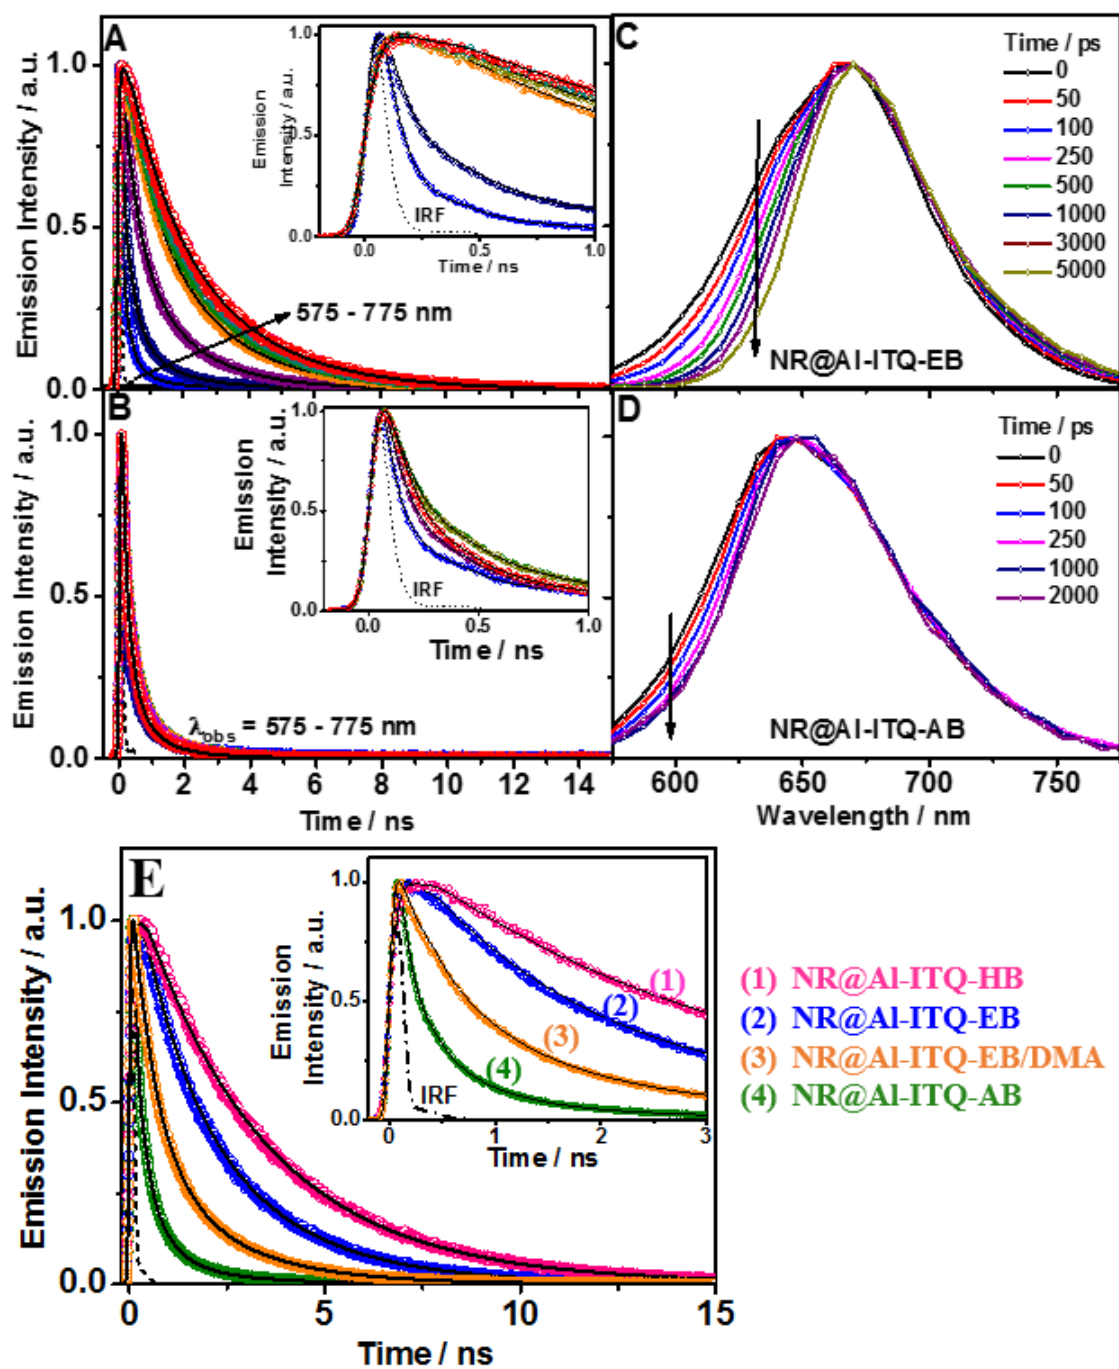 A
1.0
0.5
0.0
Emission Intensity / a.u.
575 - 775 nm
1.0
0.5
0.0
Emission
Intensity / a.u.
IRF
0.0 0.5 1.0
Time / ns
C
Time / ps
0
50
100
250
500
1000
3000
5000
NR@Al-ITQ-EB
B
1.0
0.5
0.0
Emission Intensity / a.u.
λobs = 575 - 775 nm
1.0
0.5
0.0
Emission
Intensity / a.u.
IRF
0.0 0.5 1.0
Time / ns
0 2 4 6 8 10 12 14
Time / ns
D
Time / ps
0
50
100
250
1000
2000
NR@Al-ITQ-AB
600 650 700 750
Wavelength / nm
E
1.0
0.5
0.0
Emission Intensity / a.u.
1.0
0.5
0.0
Emission
Intensity / a.u.
(1)
(2)
(3)
(4)
IRF
0 1 2 3
Time / ns
0 5 10 15
Time / ns
(1) NR@Al-ITQ-HB
(2) NR@Al-ITQ-EB
(3) NR@Al-ITQ-EB/DMA
(4) NR@Al-ITQ-AB